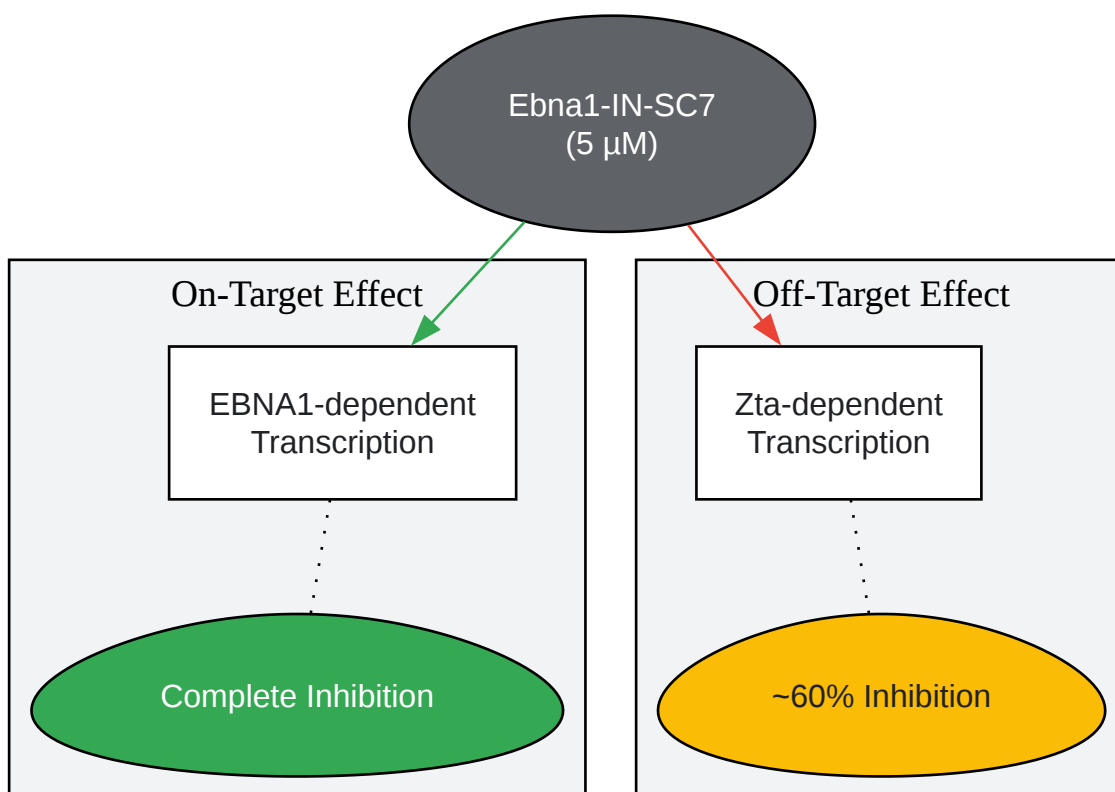 Ebna1-IN-SC7
(5 µM)
On-Target Effect
Off-Target Effect
EBNA1-dependent
Transcription
Zta-dependent
Transcription
Complete Inhibition
~60% Inhibition